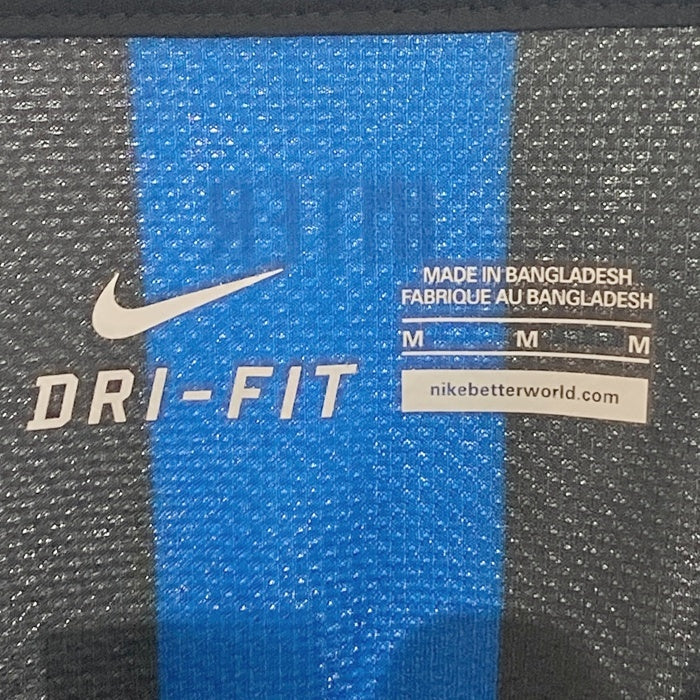 MADE IN BANGLADESH
FABRIQUE AU BANGLADESH
M M M
DRI-FIT
nikebetterworld.com